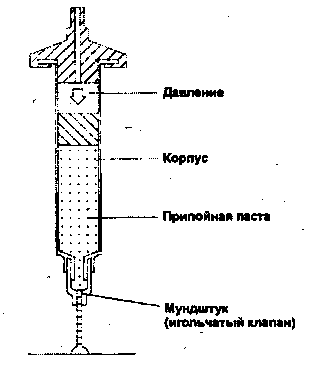 Давление
Корпус
Припойная паста
Мундштук
(игольчатый клапан)